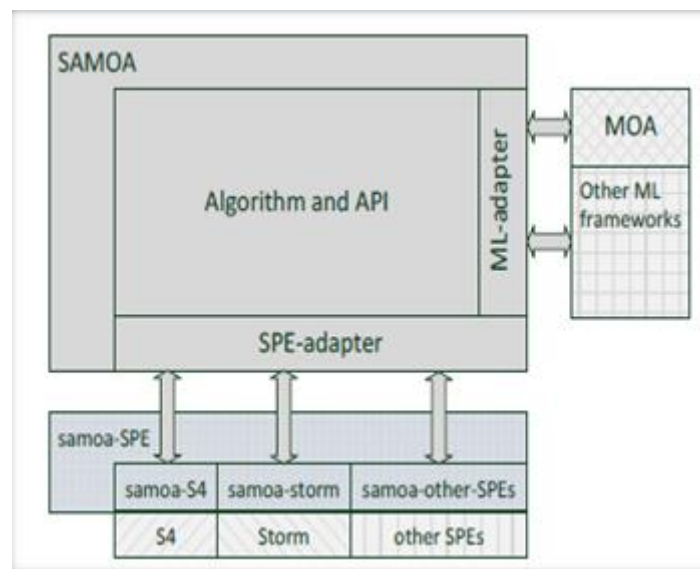 SAMOA
Algorithm and API
ML-adapter
MOA
Other ML
frameworks
SPE-adapter
samoa-SPE
samoa-S4 samoa-storm samoa-other-SPEs
S4 Storm other SPEs